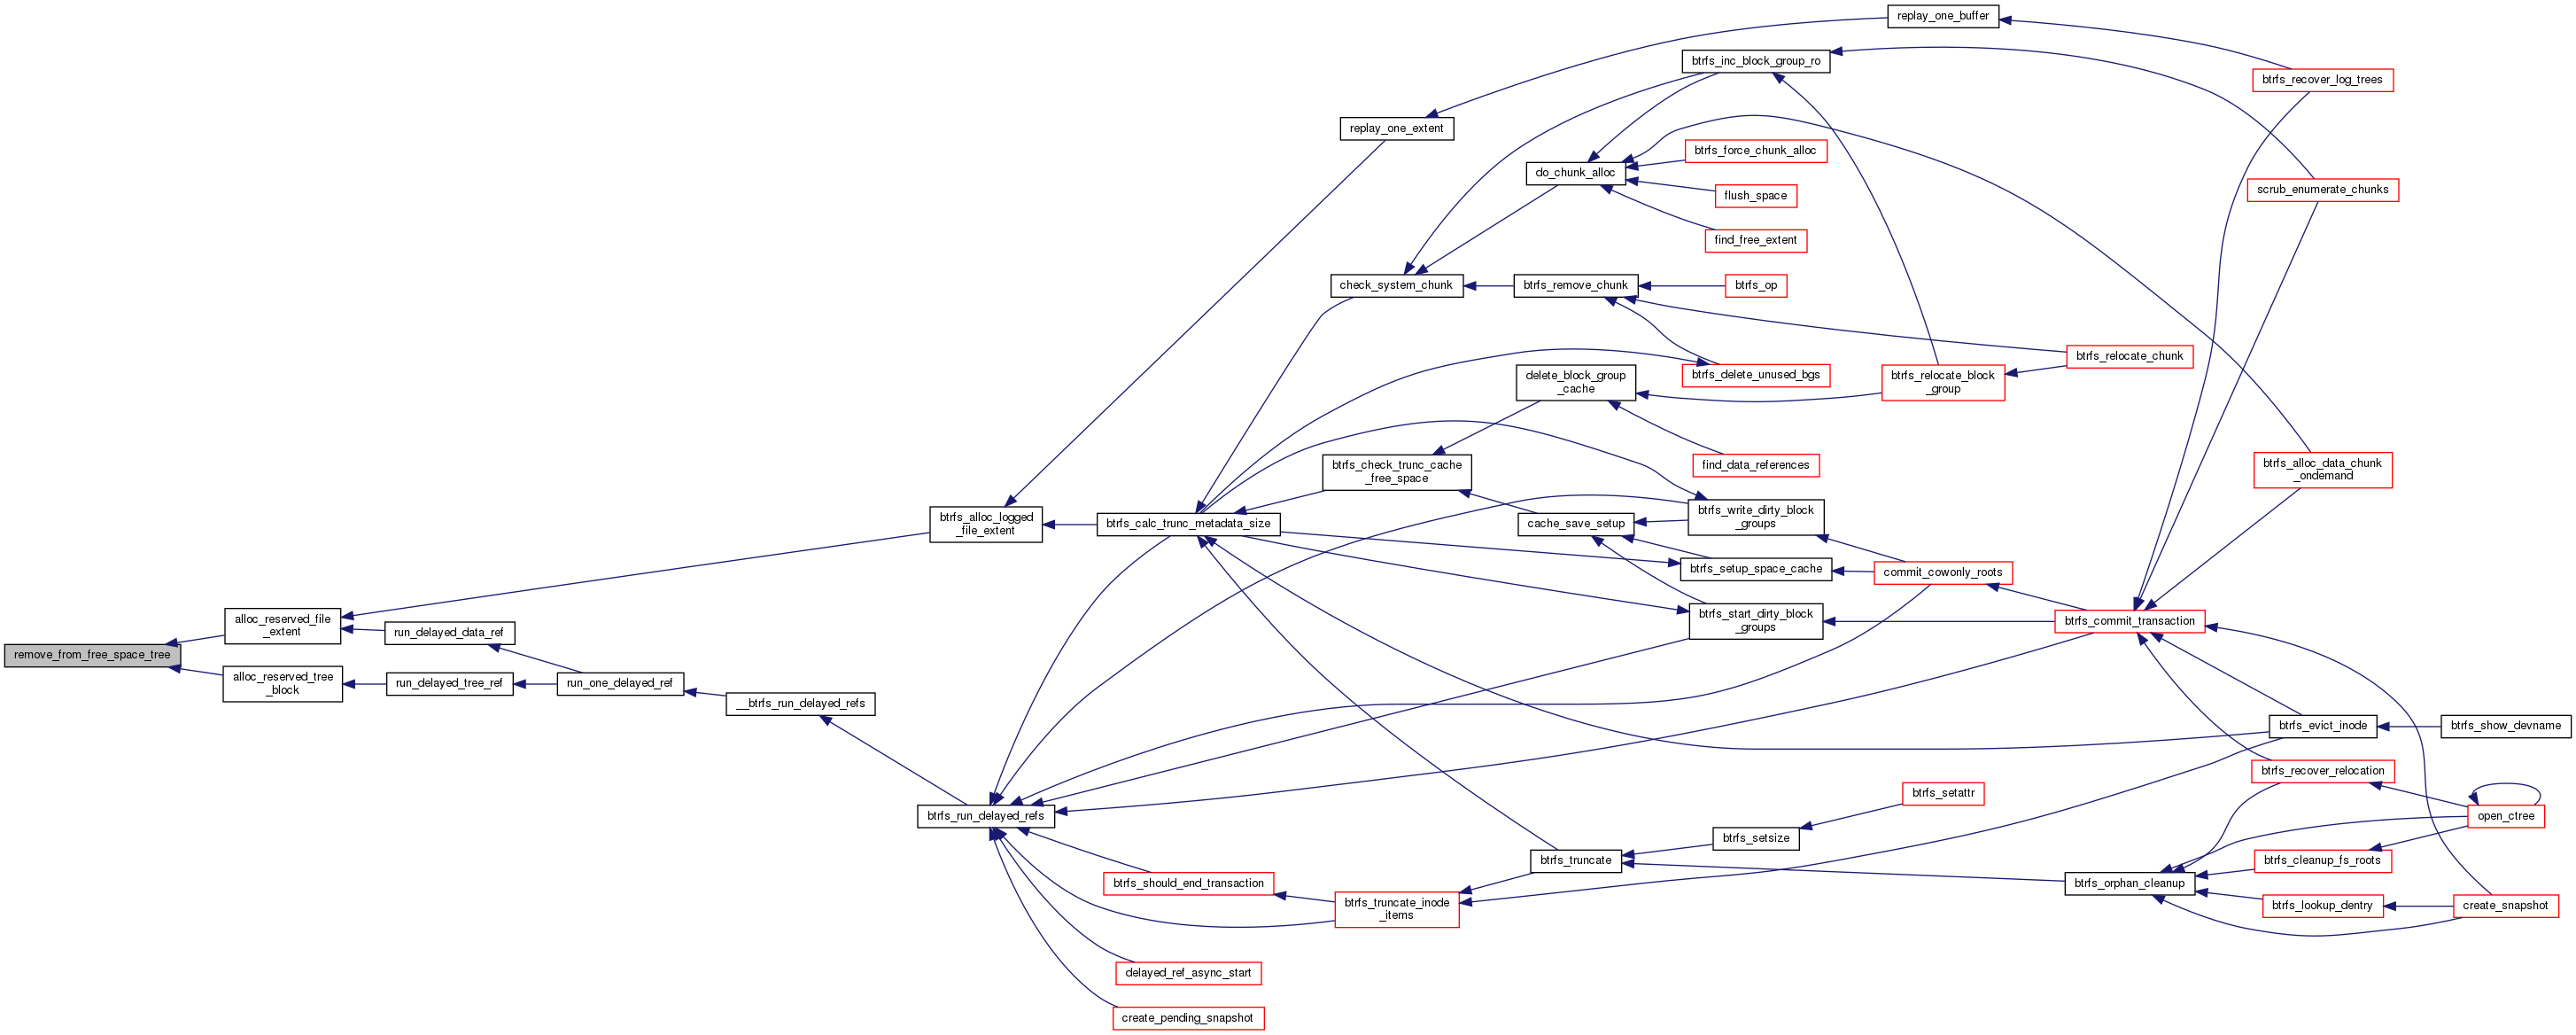 replay_one_buffer
btrfs_inc_block_group_ro
btrfs_recover_log_trees
replay_one_extent
btrfs_force_chunk_alloc
do_chunk_alloc
flush_space
scrub_enumerate_chunks
find_free_extent
check_system_chunk
btrfs_remove_chunk
btrfs_op
btrfs_relocate_chunk
delete_block_group
_cache
btrfs_delete_unused_bgs
btrfs_relocate_block
_group
btrfs_check_trunc_cache
_free_space
find_data_references
btrfs_alloc_data_chunk
_ondemand
btrfs_alloc_logged
_file_extent
btrfs_calc_trunc_metadata_size
cache_save_setup
btrfs_write_dirty_block
_groups
btrfs_setup_space_cache
commit_cowonly_roots
alloc_reserved_file
_extent
run_delayed_data_ref
btrfs_start_dirty_block
_groups
btrfs_commit_transaction
remove_from_free_space_tree
alloc_reserved_tree
_block
run_delayed_tree_ref
run_one_delayed_ref
__btrfs_run_delayed_refs
btrfs_evict_inode
btrfs_show_devname
btrfs_recover_relocation
btrfs_setattr
btrfs_run_delayed_refs
open_ctree
btrfs_setsize
btrfs_truncate
btrfs_cleanup_fs_roots
btrfs_should_end_transaction
btrfs_orphan_cleanup
btrfs_truncate_inode
_items
btrfs_lookup_dentry
create_snapshot
delayed_ref_async_start
create_pending_snapshot